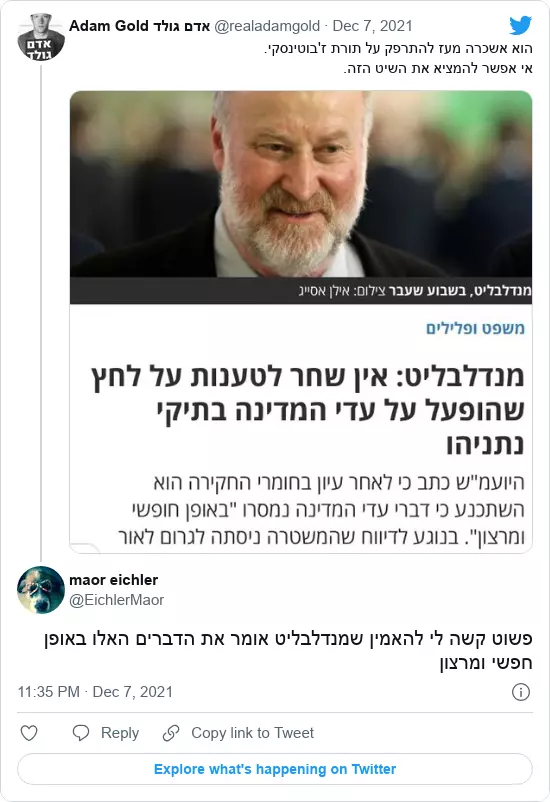 Adam Gold אדם גולד @realadamgold · Dec 7, 2021
אדם
גולד
הוא אשכרה מעז להתרפק על תורת ז'בוטינסקי.
אי אפשר להמציא את השיט הזה.
מנדלבליט, בשבוע שעבר צילום: אילן אסייג
משפט ופלילים
מנדלבליט: אין שחר לטענות על לחץ
שהופעל על עדי המדינה בתיקי
נתניהו
היועמ"ש כתב כי לאחר עיון בחומרי החקירה הוא
השתכנע כי דברי עדי המדינה נמסרו "באופן חופשי
ומרצון". בנוגע לדיווח שהמשטרה ניסתה לגרום לאור
maor eichler
@EichlerMaor
פשוט קשה לי להאמין שמנדלבליט אומר את הדברים האלו באופן
חפשי ומרצון
11:35 PM · Dec 7, 2021
Reply
Copy link to Tweet
Explore what's happening on Twitter